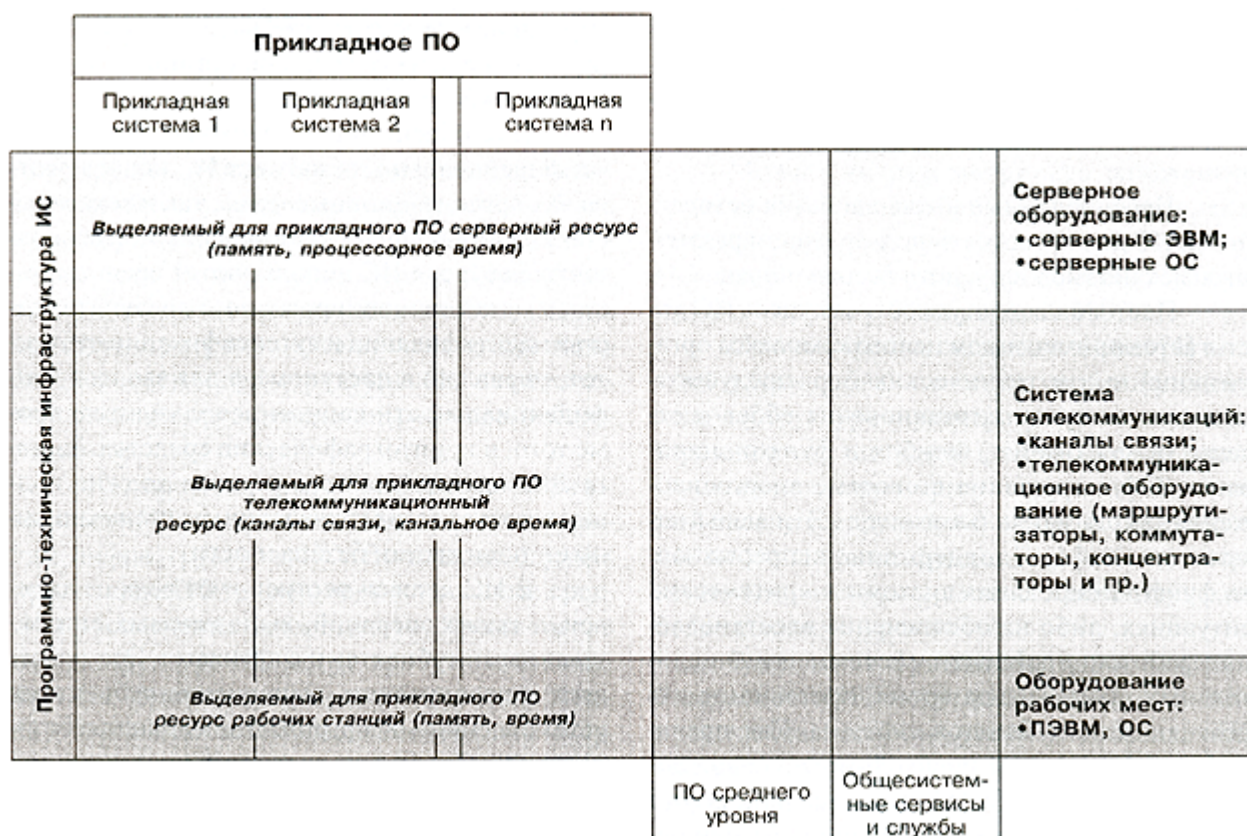 Прикладное ПО
Прикладная
система 1
Прикладная
система 2
Прикладная
система n
Программно-техническая инфраструктура ИС
Выделяемый для прикладного ПО серверный ресурс
(память, процессорное время)
Серверное
оборудование:
•серверные ЭВМ;
•серверные ОС
Выделяемый для прикладного ПО
телекоммуникационный
ресурс (каналы связи, канальное время)
Система
телекоммуникаций:
•каналы связи;
•телекоммуника-
ционное оборудо-
вание (маршрути-
заторы, коммута-
торы, концентра-
торы и пр.)
Выделяемый для прикладного ПО
ресурс рабочих станций (память, время)
Оборудование
рабочих мест:
•ПЭВМ, ОС
ПО среднего
уровня
Общесистем-
ные сервисы
и службы